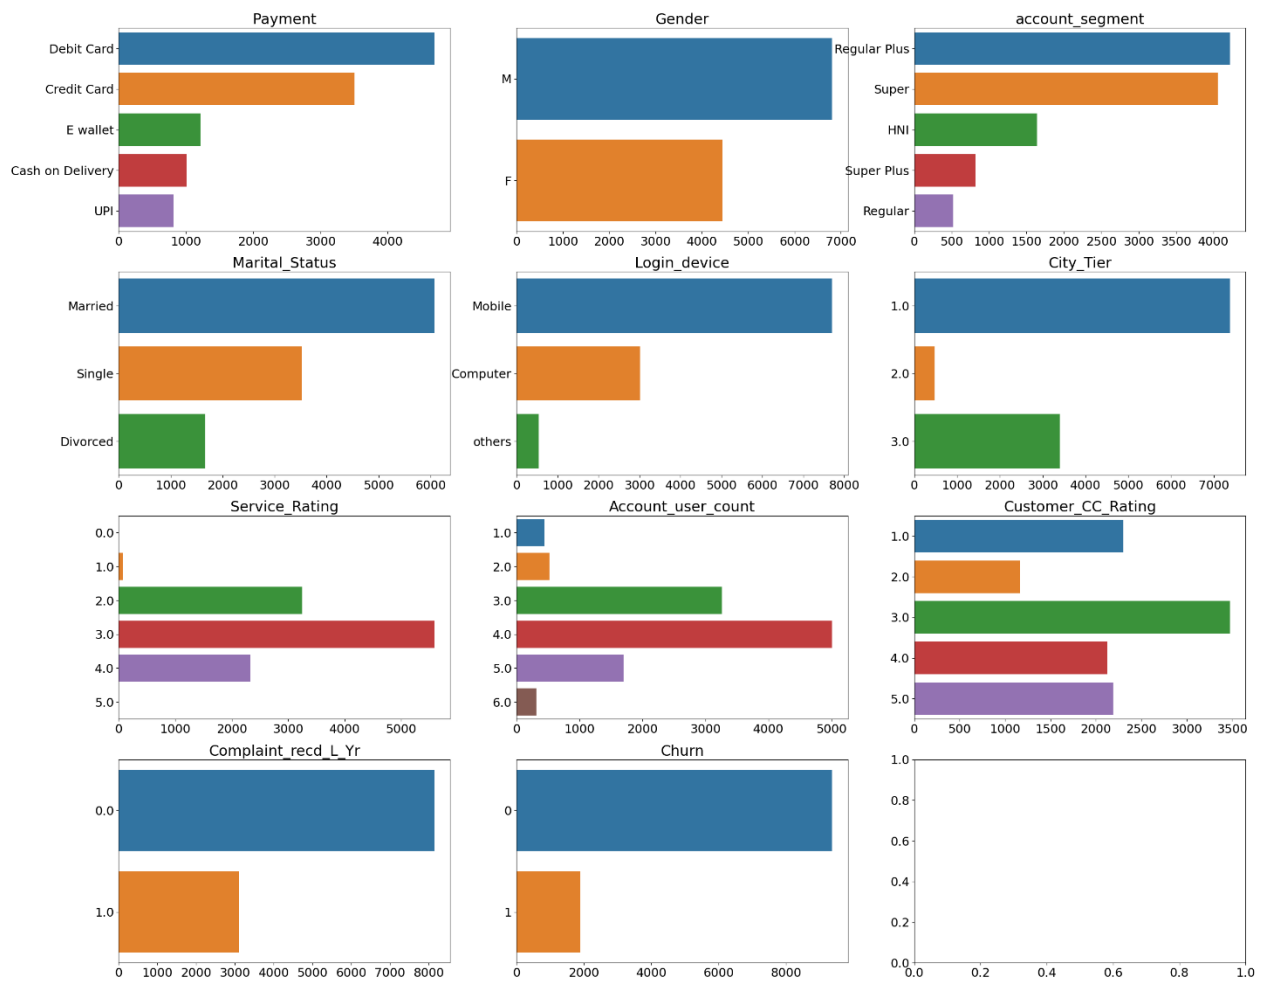 Payment
Debit Card
Credit Card
E wallet
Cash on Delivery
UPI
0 1000 2000 3000 4000
Gender
M
F
0 1000 2000 3000 4000 5000 6000 7000
account_segment
Regular Plus
Super
HNI
Super Plus
Regular
0 500 1000 1500 2000 2500 3000 3500 4000
Marital_Status
Married
Single
Divorced
0 1000 2000 3000 4000 5000 6000
Login_device
Mobile
Computer
others
0 1000 2000 3000 4000 5000 6000 7000 8000
City_Tier
1.0
2.0
3.0
0 1000 2000 3000 4000 5000 6000 7000
Service_Rating
0.0
1.0
2.0
3.0
4.0
5.0
0 1000 2000 3000 4000 5000
Account_user_count
1.0
2.0
3.0
4.0
5.0
6.0
0 1000 2000 3000 4000 5000
Customer_CC_Rating
1.0
2.0
3.0
4.0
5.0
0 500 1000 1500 2000 2500 3000 3500
Complaint_recd_L_Yr
0.0
1.0
0 1000 2000 3000 4000 5000 6000 7000 8000
Churn
0
1
0 2000 4000 6000 8000
1.0
0.8
0.6
0.4
0.2
0.0
0.0 0.2 0.4 0.6 0.8 1.0